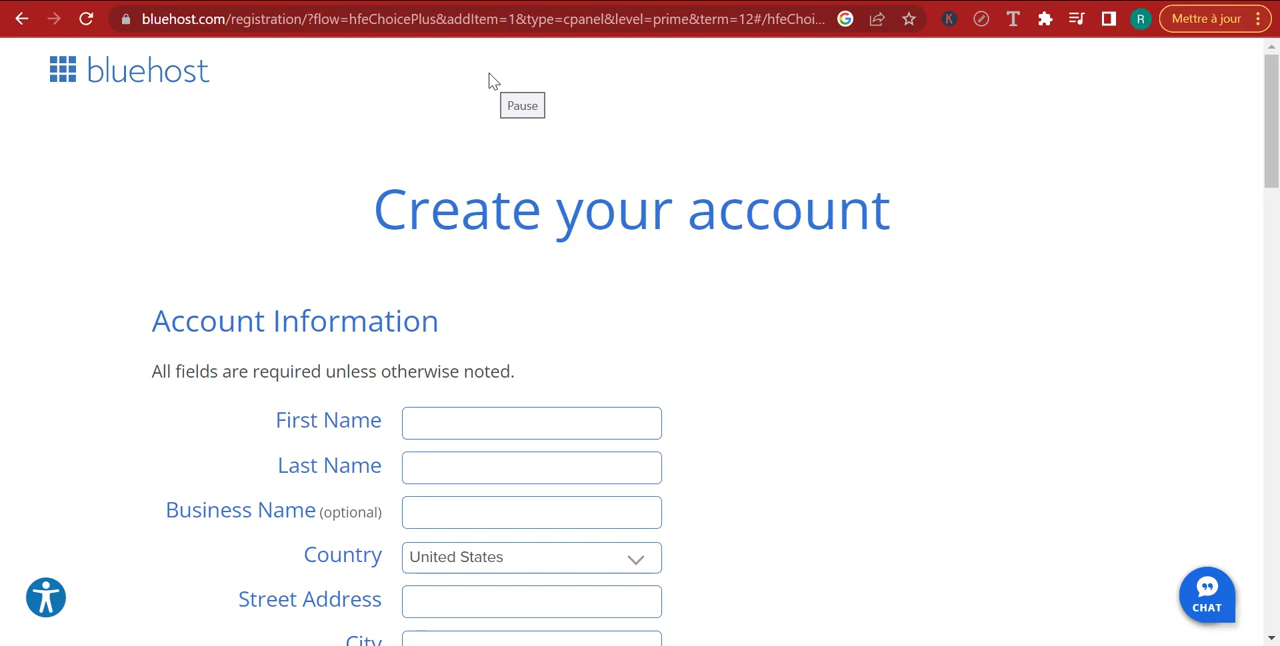 bluehost.com/registration/?flow=hfeChoicePlus&addItem=1&type=cpanel&level=prime&term=12#/hfeChoi...
K
T
R
Mettre à jour
bluehost
Pause
Create your account
Account Information
All fields are required unless otherwise noted.
First Name
Last Name
Business Name (optional)
Country United States
Street Address
City
CHAT